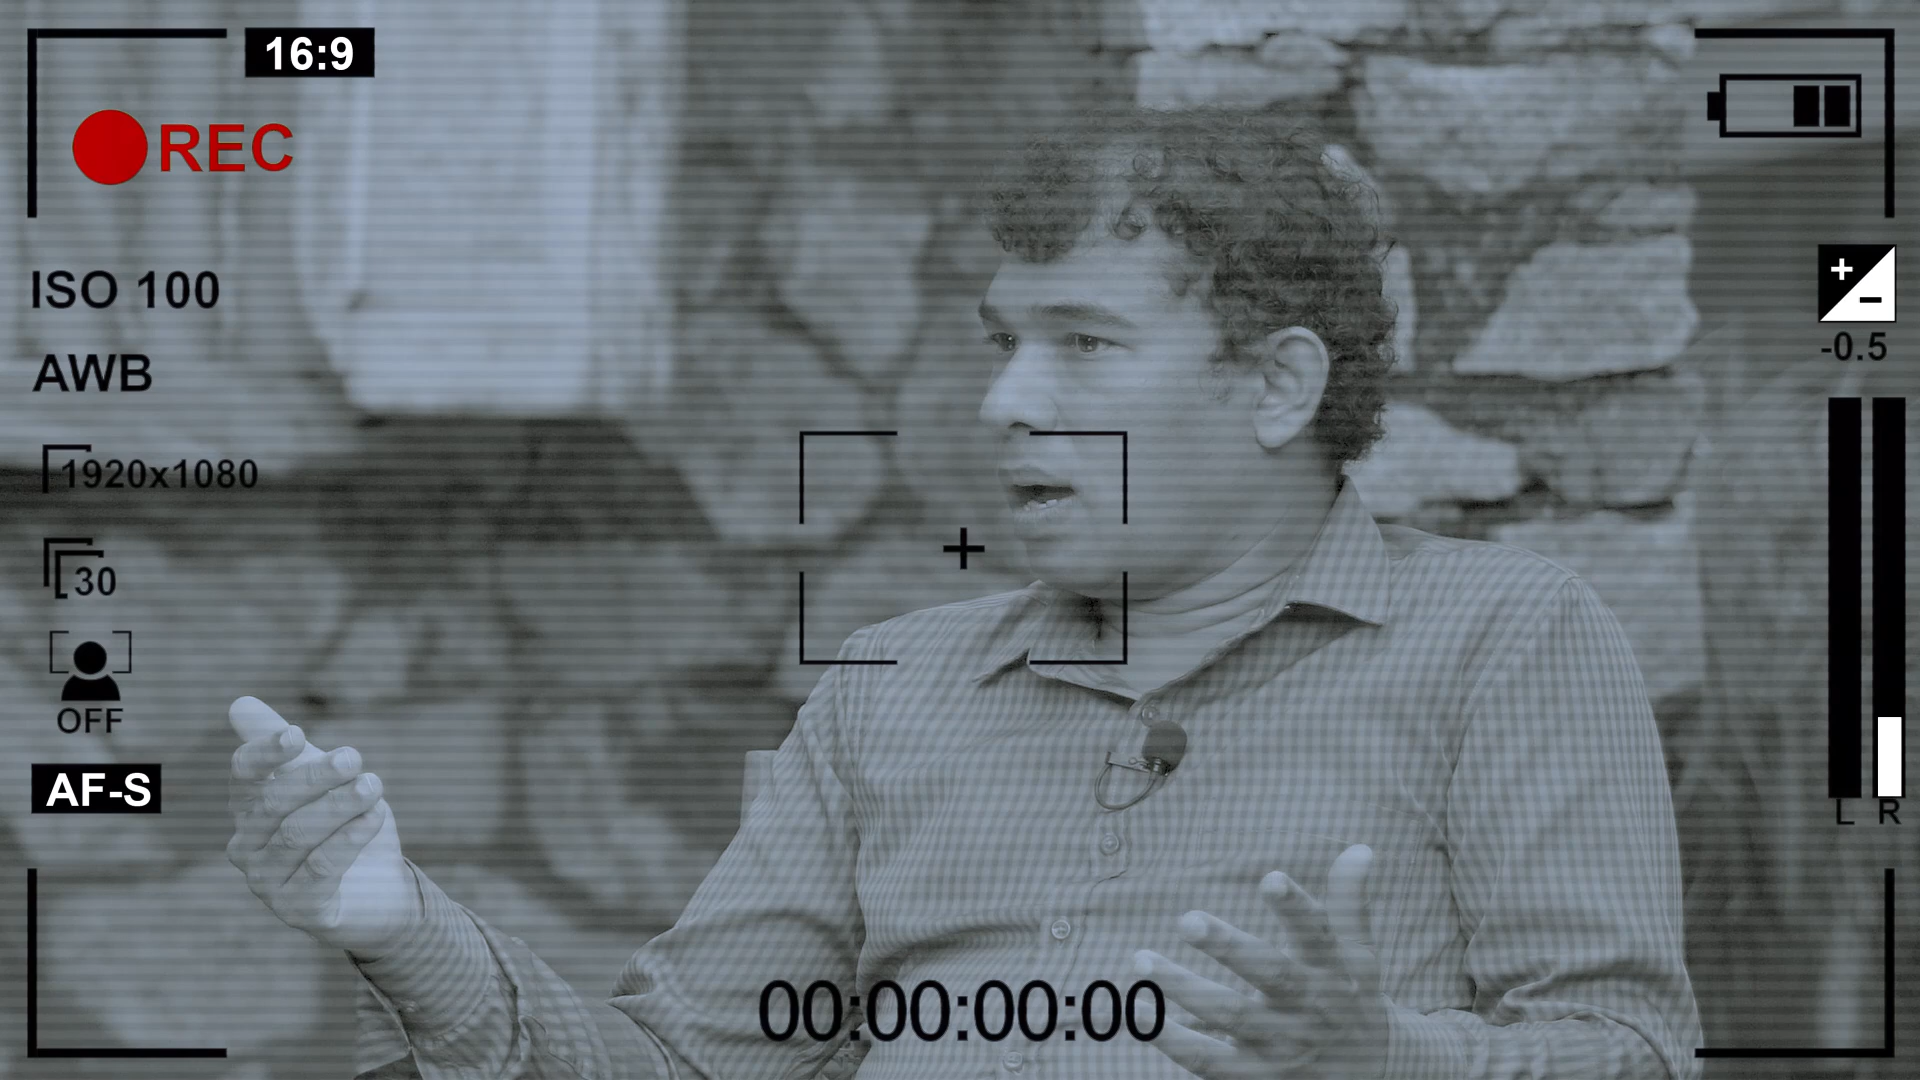 16:9
REC
ISO 100
AWB
1920x1080
30
OFF
AF-S
+
-
-0.5
L R
00:00:00:00